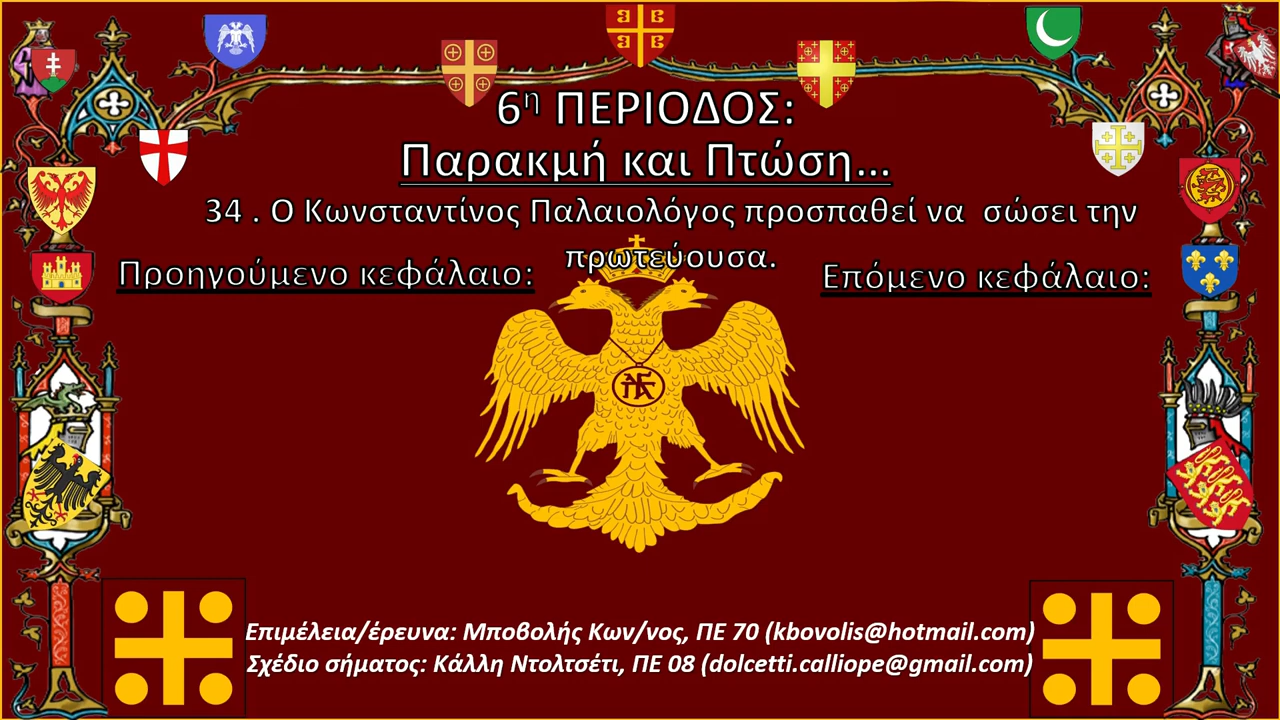 6η ΠΕΡΙΟΔΟΣ:
Παρακμή και Πτώση...
34 . Ο Κωνσταντίνος Παλαιολόγος προσπαθεί να σώσει την
πρωτεύουσα.
Προηγούμενο κεφάλαιο:
Επόμενο κεφάλαιο:
Επιμέλεια/έρευνα: Μποβολής Κων/νος, ΠΕ 70 (kbovolis@hotmail.com)
Σχέδιο σήματος: Κάλλη Ντολτσέτι, ΠΕ 08 (dolcetti.calliope@gmail.com)